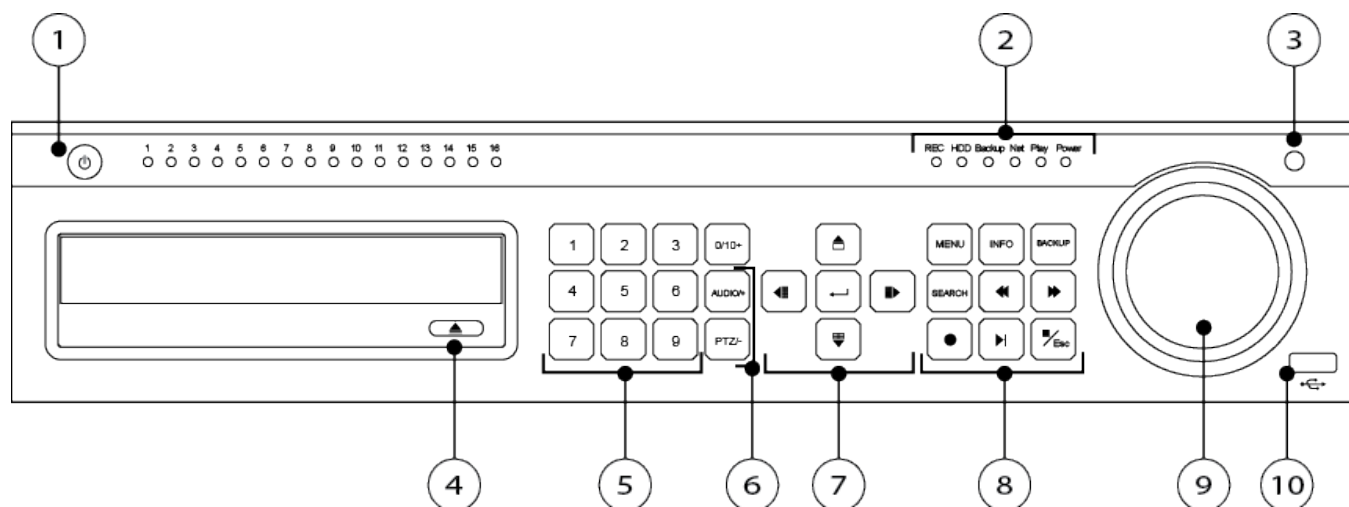 1 2 3
1 2 3 4 5 6 7 8 9 10 11 12 13 14 15 16
REC HDD Backup Net Play Power
1 2 3 0/10+
MENU INFO BACKUP
4 5 6 AUDIO/+
SEARCH
7 8 9 PTZ/-
Esc
4 5 6 7 8 9 10